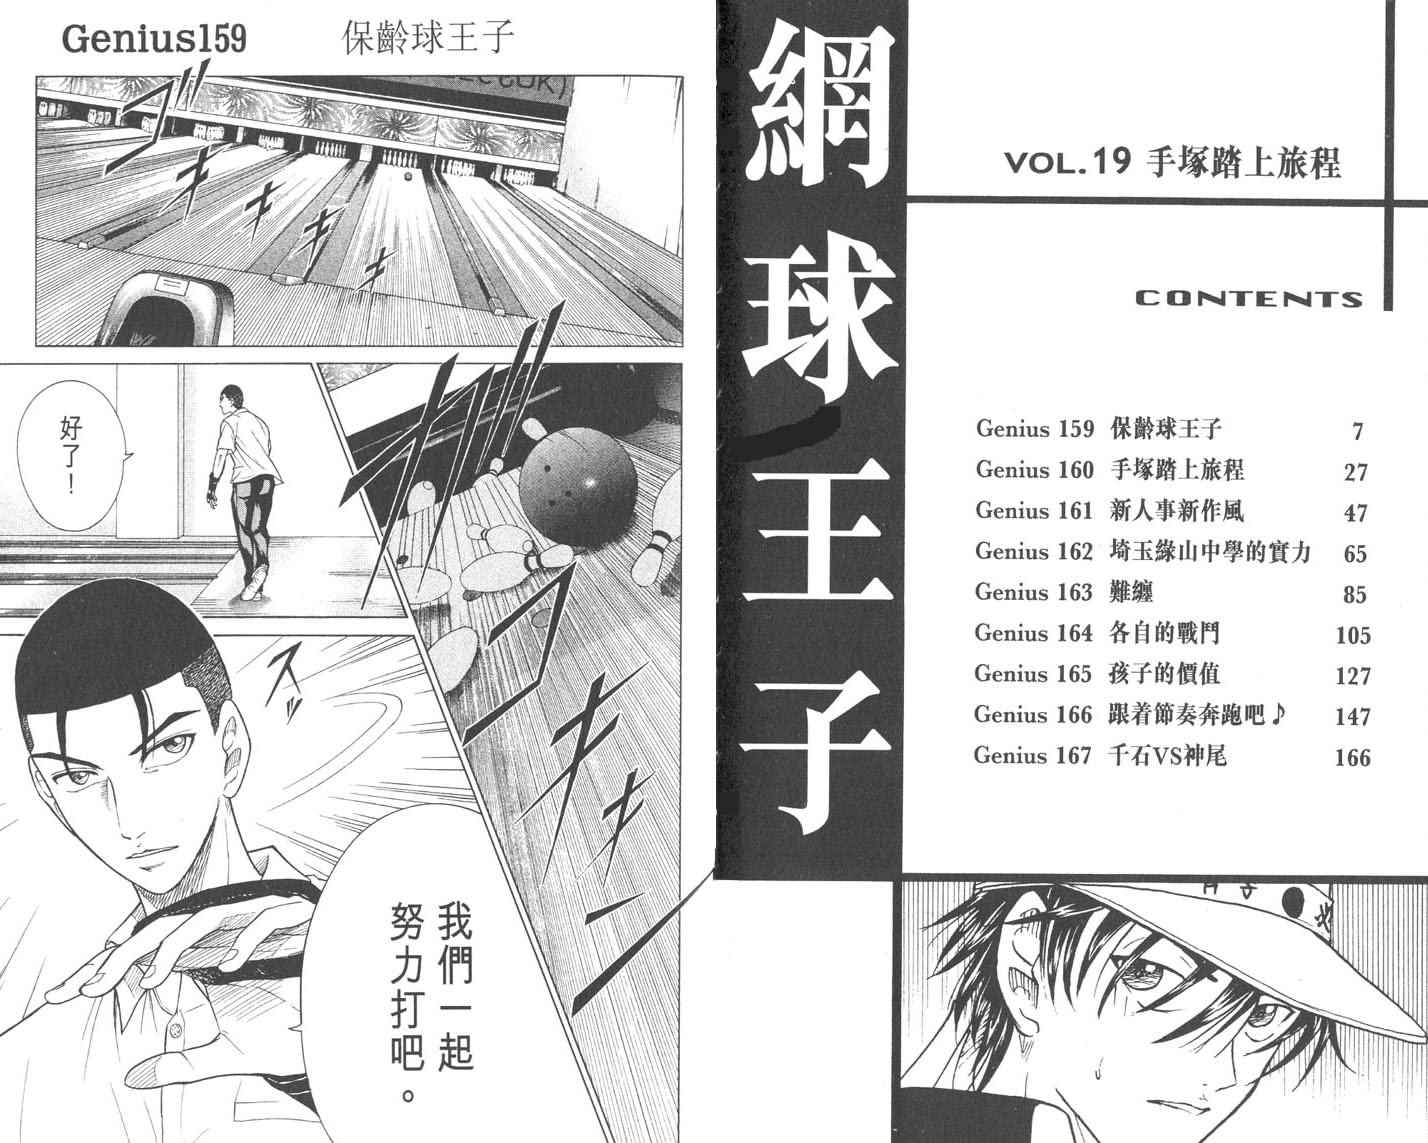 網球王子
VOL.19 手塚踏上旅程
CONTENTS
Genius 159 保齡球王子 7
Genius 160 手塚踏上旅程 27
Genius 161 新人事新作風 47
Genius 162 埼玉綠山中學的實力 65
Genius 163 難纏 85
Genius 164 各自的戰鬥 105
Genius 165 孩子的價值 127
Genius 166 跟着節奏奔跑吧♪ 147
Genius 167 千石VS神尾 166
Genius159 保齡球王子
好了！
我們一起
努力打吧。